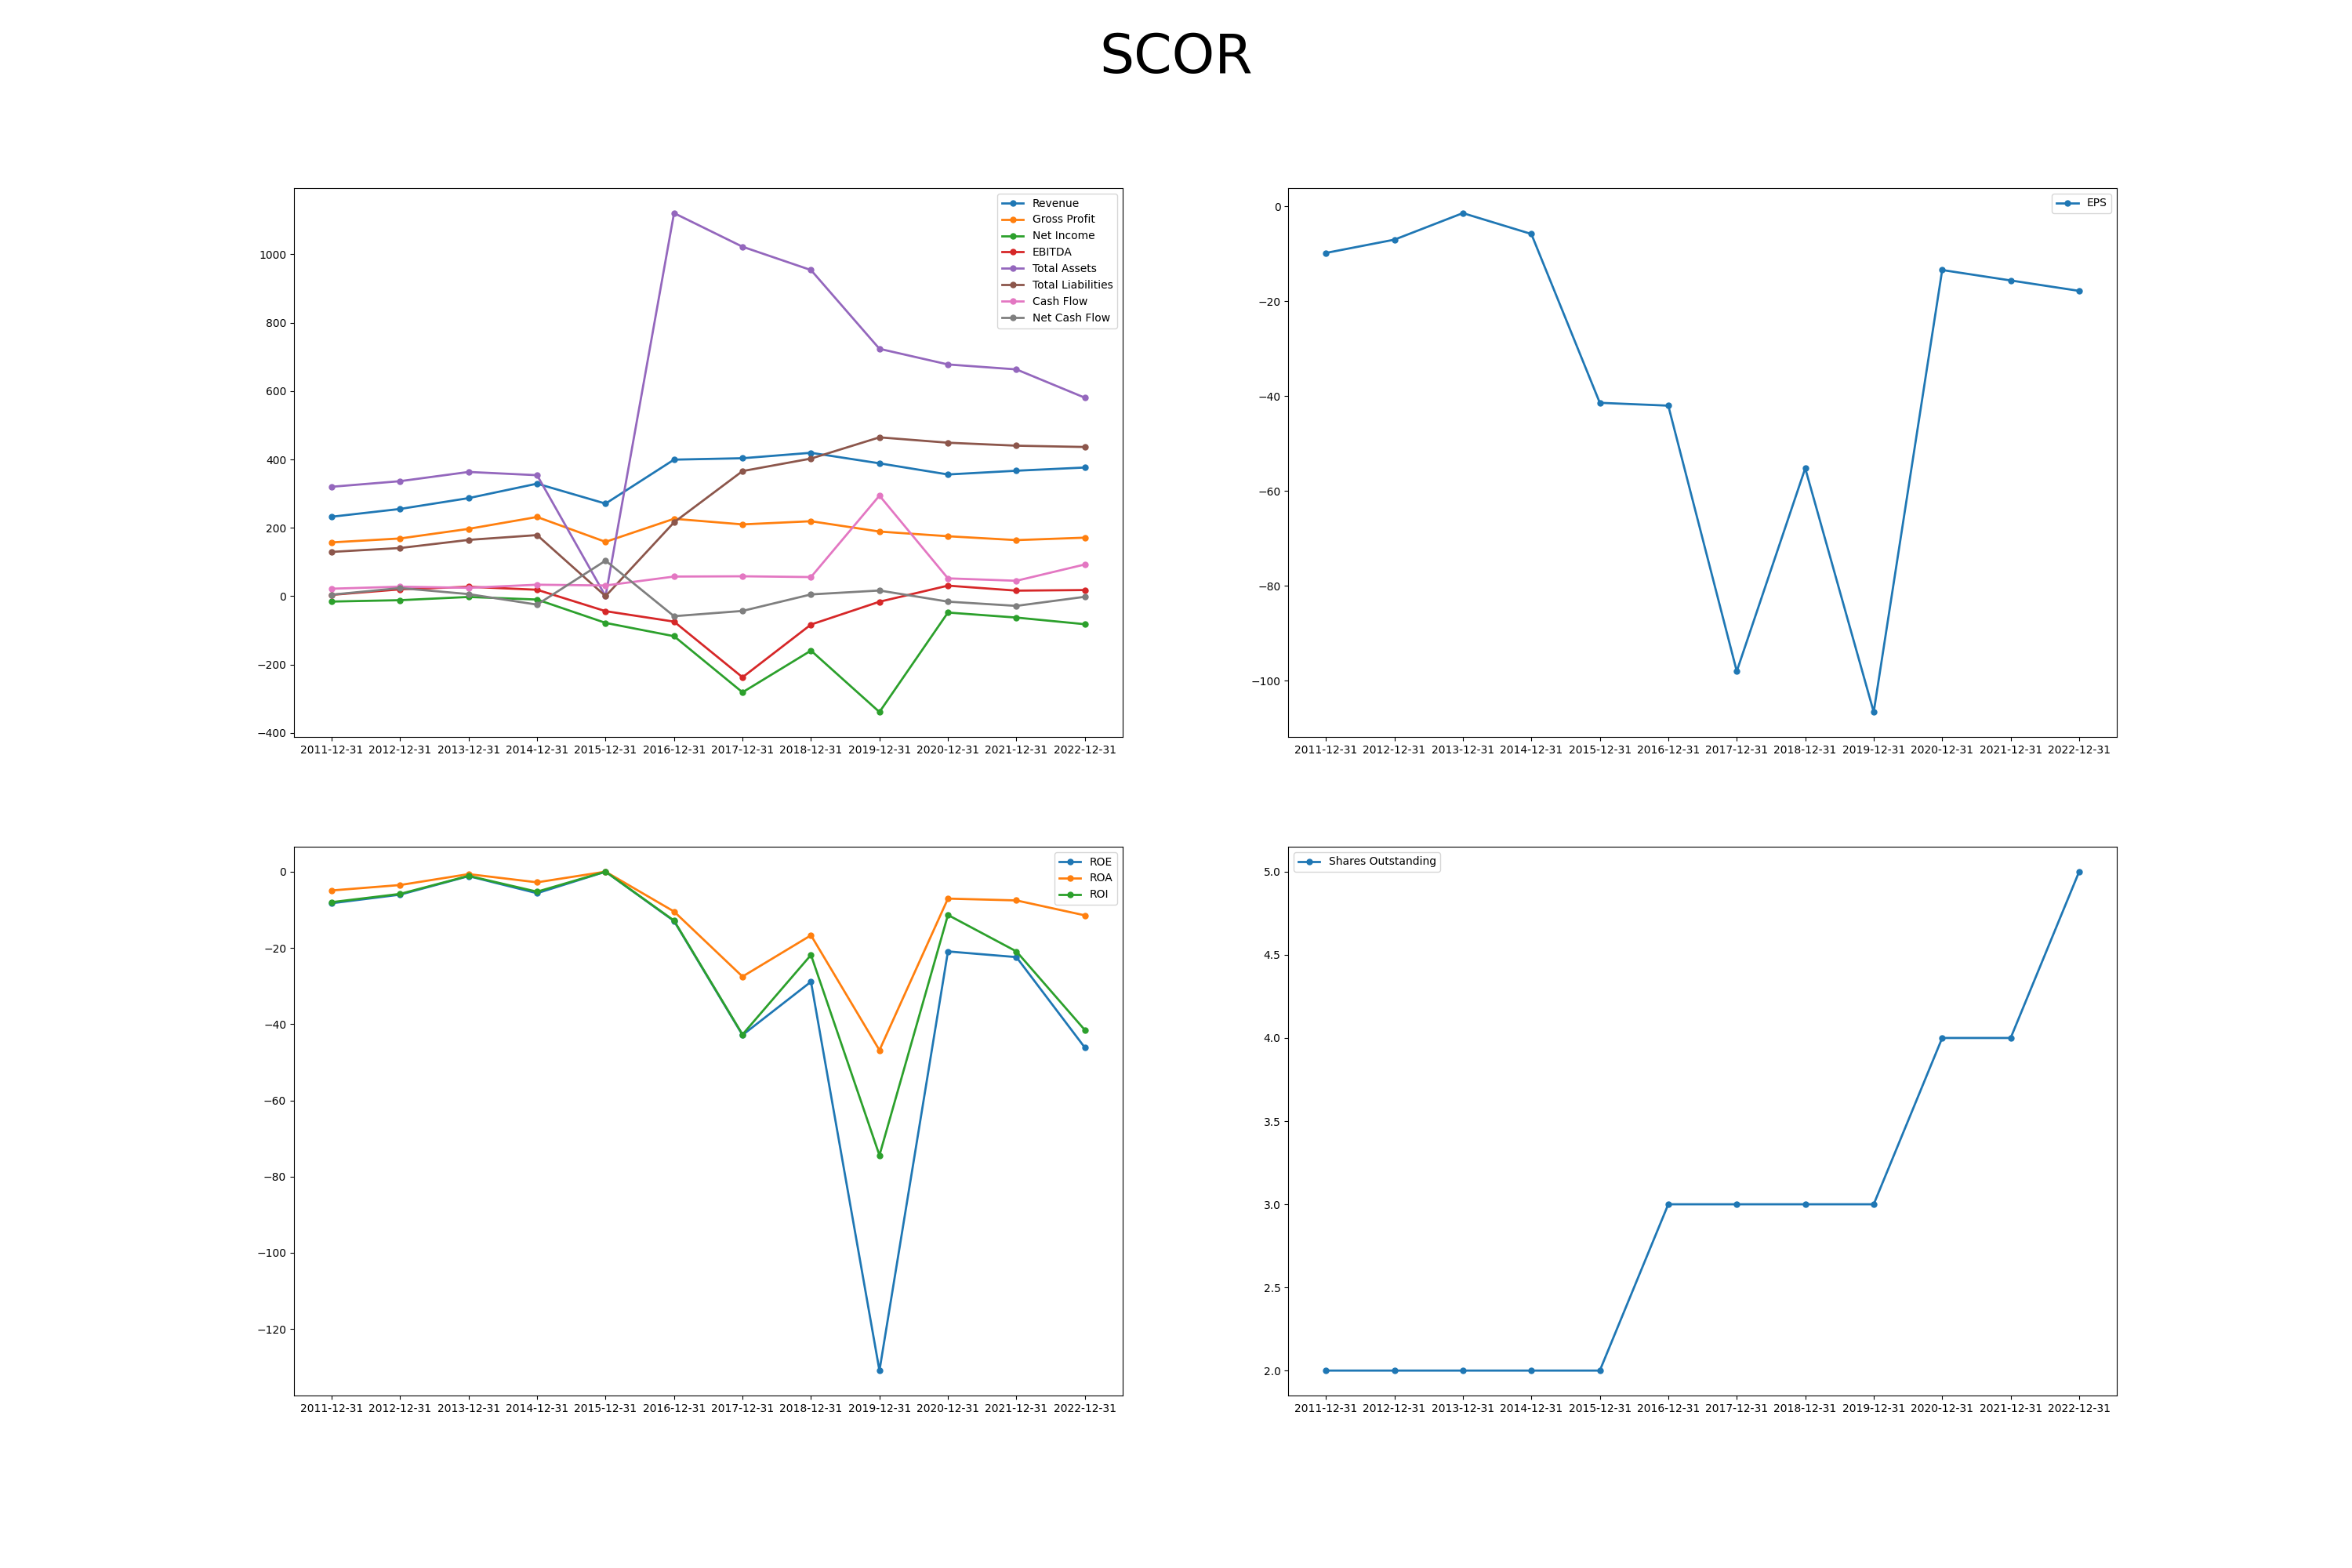 SCOR
Revenue
Gross Profit
Net Income
EBITDA
Total Assets
Total Liabilities
Cash Flow
Net Cash Flow
1000
800
600
400
200
0
−200
−400
2011-12-31 2012-12-31 2013-12-31 2014-12-31 2015-12-31 2016-12-31 2017-12-31 2018-12-31 2019-12-31 2020-12-31 2021-12-31 2022-12-31
EPS
0
−20
−40
−60
−80
−100
2011-12-31 2012-12-31 2013-12-31 2014-12-31 2015-12-31 2016-12-31 2017-12-31 2018-12-31 2019-12-31 2020-12-31 2021-12-31 2022-12-31
ROE
ROA
ROI
0
−20
−40
−60
−80
−100
−120
2011-12-31 2012-12-31 2013-12-31 2014-12-31 2015-12-31 2016-12-31 2017-12-31 2018-12-31 2019-12-31 2020-12-31 2021-12-31 2022-12-31
Shares Outstanding
5.0
4.5
4.0
3.5
3.0
2.5
2.0
2011-12-31 2012-12-31 2013-12-31 2014-12-31 2015-12-31 2016-12-31 2017-12-31 2018-12-31 2019-12-31 2020-12-31 2021-12-31 2022-12-31